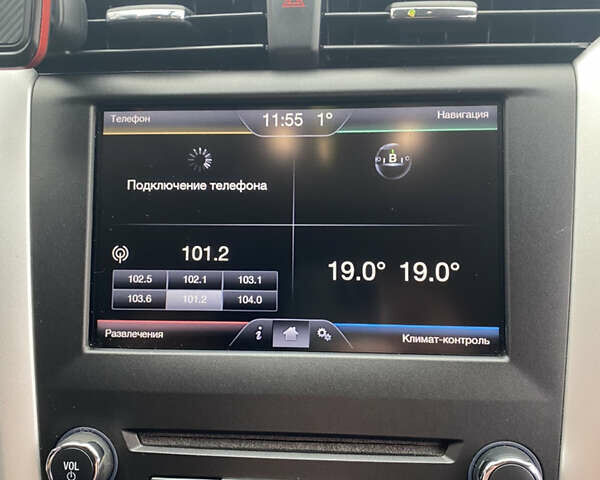 Телефон 11:55 1° Навигация
В
Подключение телефона
101.2
102.5 102.1 103.1
103.6 101.2 104.0
19.0° 19.0°
Развлечения i Климат-контроль
VOL